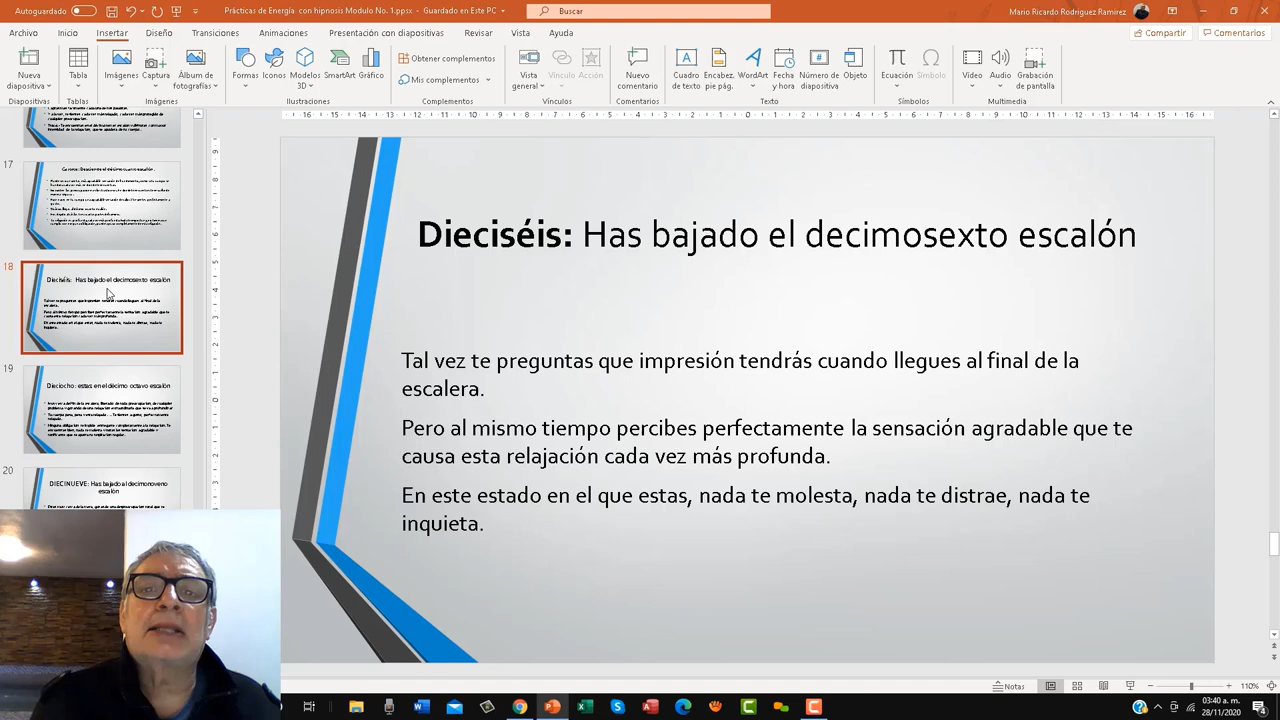 Autoguardado
Prácticas de Energía con hipnosis Modulo No. 1.ppsx - Guardado en Este PC
Buscar
Mario Ricardo Rodriguez Ramirez
Archivo Inicio Insertar Diseño Transiciones Animaciones Presentación con diapositivas Revisar Vista Ayuda
Compartir Comentarios
Nueva diapositiva
Tabla
Imágenes
Captura
Álbum de fotografías
Formas
Iconos
Modelos 3D
SmartArt
Gráfico
Obtener complementos
Mis complementos
Vista general
Vínculo
Acción
Nuevo comentario
Cuadro de texto
Encabez. pie pág.
WordArt
Fecha y hora
Número de diapositiva
Objeto
Ecuación
Símbolo
Vídeo
Audio
Grabación de pantalla
Diapositivas Tablas Imágenes Ilustraciones Complementos Vínculos Comentarios Texto Símbolos Multimedia
17
18
Dieciséis: Has bajado el decimosexto escalón
19
Dieciocho: estas en el décimo octavo escalón
20
DIECINUEVE: Has bajado al decimonoveno
escalón
Dieciséis: Has bajado el decimosexto escalón
Tal vez te preguntas que impresión tendrás cuando llegues al final de la
escalera.
Pero al mismo tiempo percibes perfectamente la sensación agradable que te
causa esta relajación cada vez más profunda.
En este estado en el que estas, nada te molesta, nada te distrae, nada te
inquieta.
Notas
110%
03:40 a. m.
28/11/2020